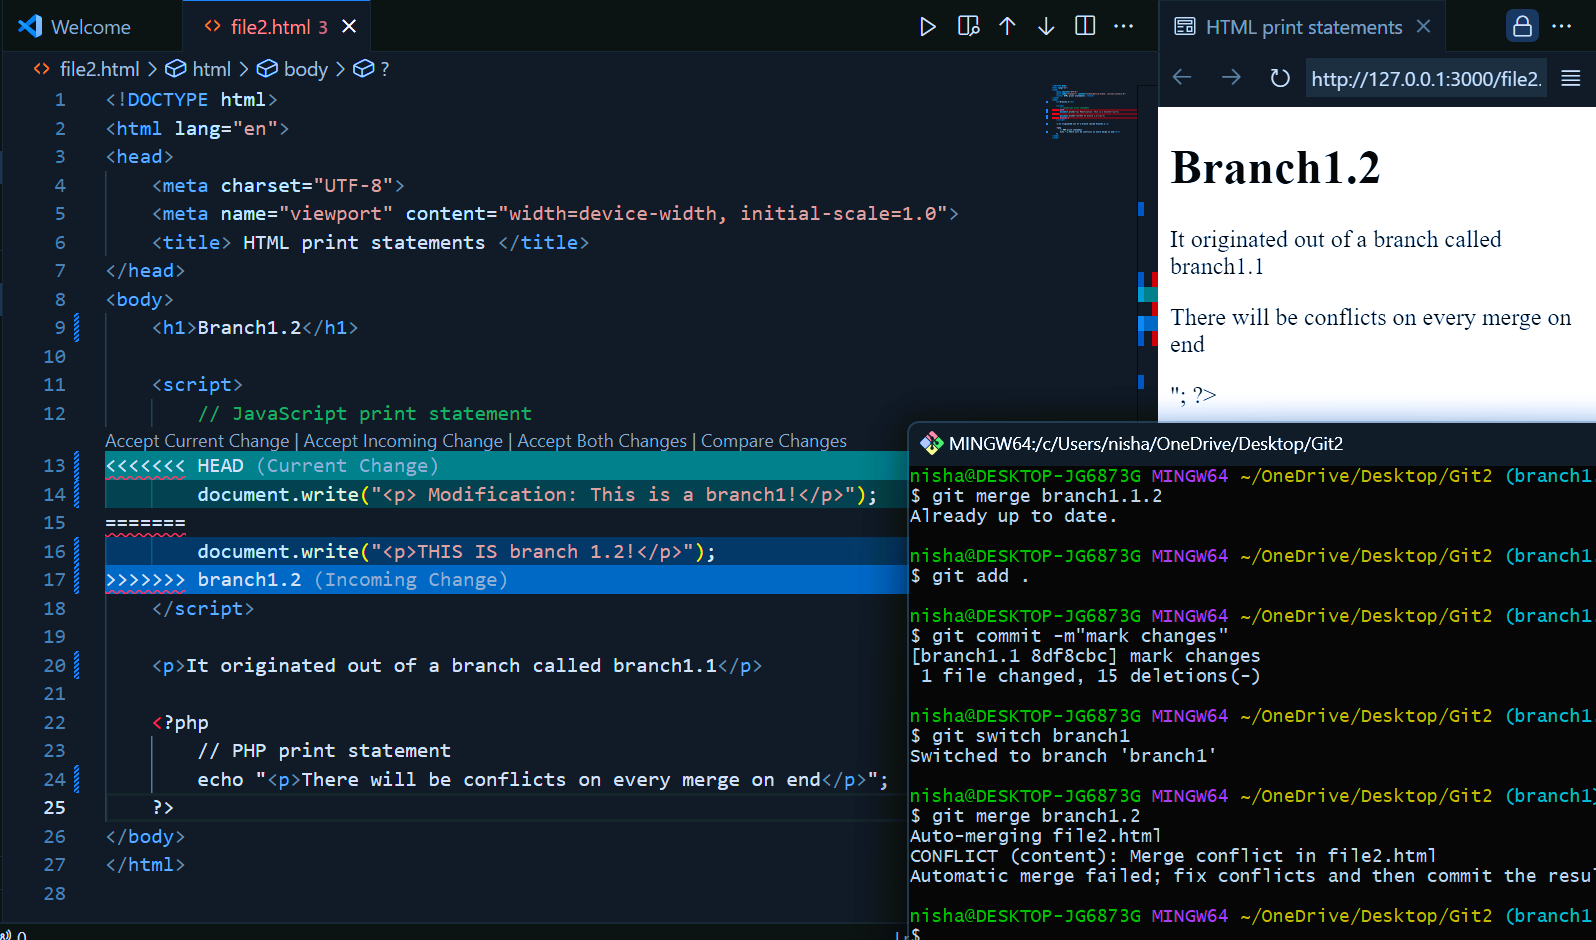 Welcome
file2.html 3
file2.html > html > body > ?
1 <!DOCTYPE html>
2 <html lang="en">
3 <head>
4 <meta charset="UTF-8">
5 <meta name="viewport" content="width=device-width, initial-scale=1.0">
6 <title> HTML print statements </title>
7 </head>
8 <body>
9 <h1>Branch1.2</h1>
10
11 <script>
12 // JavaScript print statement
Accept Current Change | Accept Incoming Change | Accept Both Changes | Compare Changes
13 <<<<<<< HEAD (Current Change)
14 document.write("<p> Modification: This is a branch1!</p>");
15 =======
16 document.write("<p>THIS IS branch 1.2!</p>");
17 >>>>>>> branch1.2 (Incoming Change)
18 </script>
19
20 <p>It originated out of a branch called branch1.1</p>
21
22 <?php
23 // PHP print statement
24 echo "<p>There will be conflicts on every merge on end</p>";
25 ?>
26 </body>
27 </html>
28
0
HTML print statements
http://127.0.0.1:3000/file2.
Branch1.2
It originated out of a branch called
branch1.1
There will be conflicts on every merge on
end
"; ?>
MINGW64:/c/Users/nisha/OneDrive/Desktop/Git2
nisha@DESKTOP-JG6873G MINGW64 ~/OneDrive/Desktop/Git2 (branch1.
$ git merge branch1.1.2
Already up to date.
nisha@DESKTOP-JG6873G MINGW64 ~/OneDrive/Desktop/Git2 (branch1.
$ git add .
nisha@DESKTOP-JG6873G MINGW64 ~/OneDrive/Desktop/Git2 (branch1.
$ git commit -m"mark changes"
[branch1.1 8df8cbc] mark changes
1 file changed, 15 deletions(-)
nisha@DESKTOP-JG6873G MINGW64 ~/OneDrive/Desktop/Git2 (branch1.
$ git switch branch1
Switched to branch 'branch1'
nisha@DESKTOP-JG6873G MINGW64 ~/OneDrive/Desktop/Git2 (branch1)
$ git merge branch1.2
Auto-merging file2.html
CONFLICT (content): Merge conflict in file2.html
Automatic merge failed; fix conflicts and then commit the resu
nisha@DESKTOP-JG6873G MINGW64 ~/OneDrive/Desktop/Git2 (branch1
$